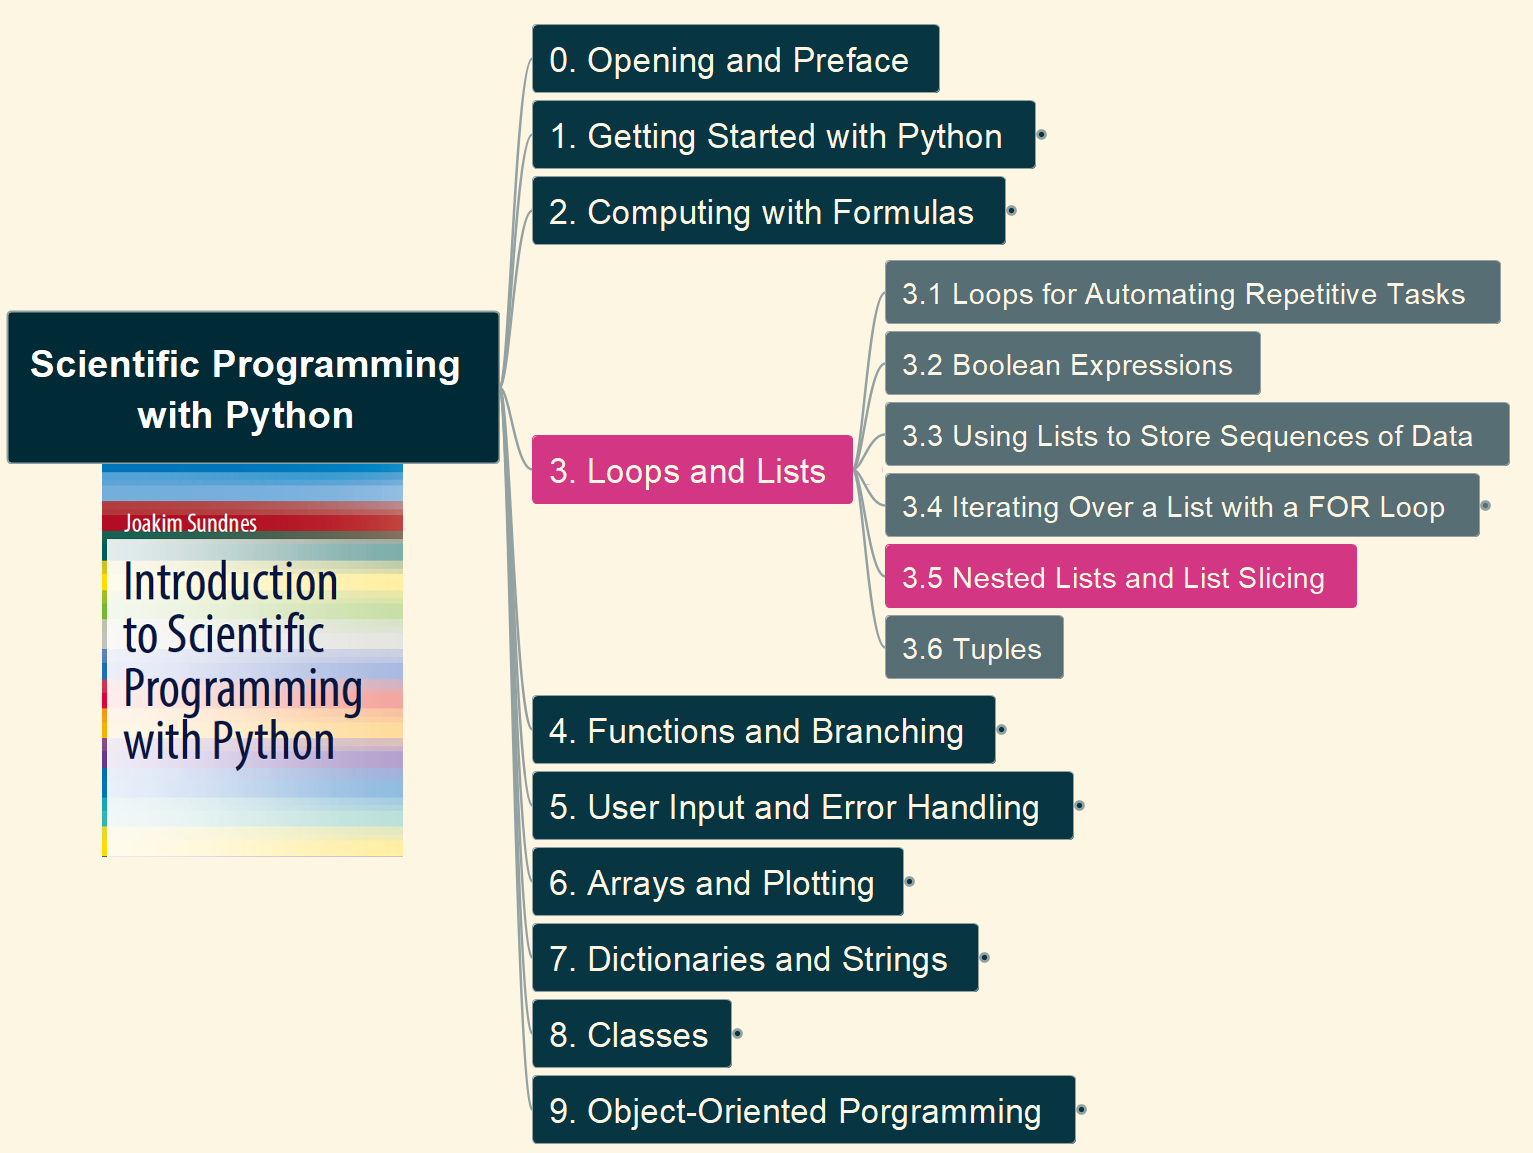 0. Opening and Preface
1. Getting Started with Python
2. Computing with Formulas
Scientific Programming
with Python
3. Loops and Lists
3.1 Loops for Automating Repetitive Tasks
3.2 Boolean Expressions
3.3 Using Lists to Store Sequences of Data
3.4 Iterating Over a List with a FOR Loop
3.5 Nested Lists and List Slicing
3.6 Tuples
4. Functions and Branching
5. User Input and Error Handling
6. Arrays and Plotting
7. Dictionaries and Strings
8. Classes
9. Object-Oriented Porgramming
Joakim Sundnes
Introduction
to Scientific
Programming
with Python